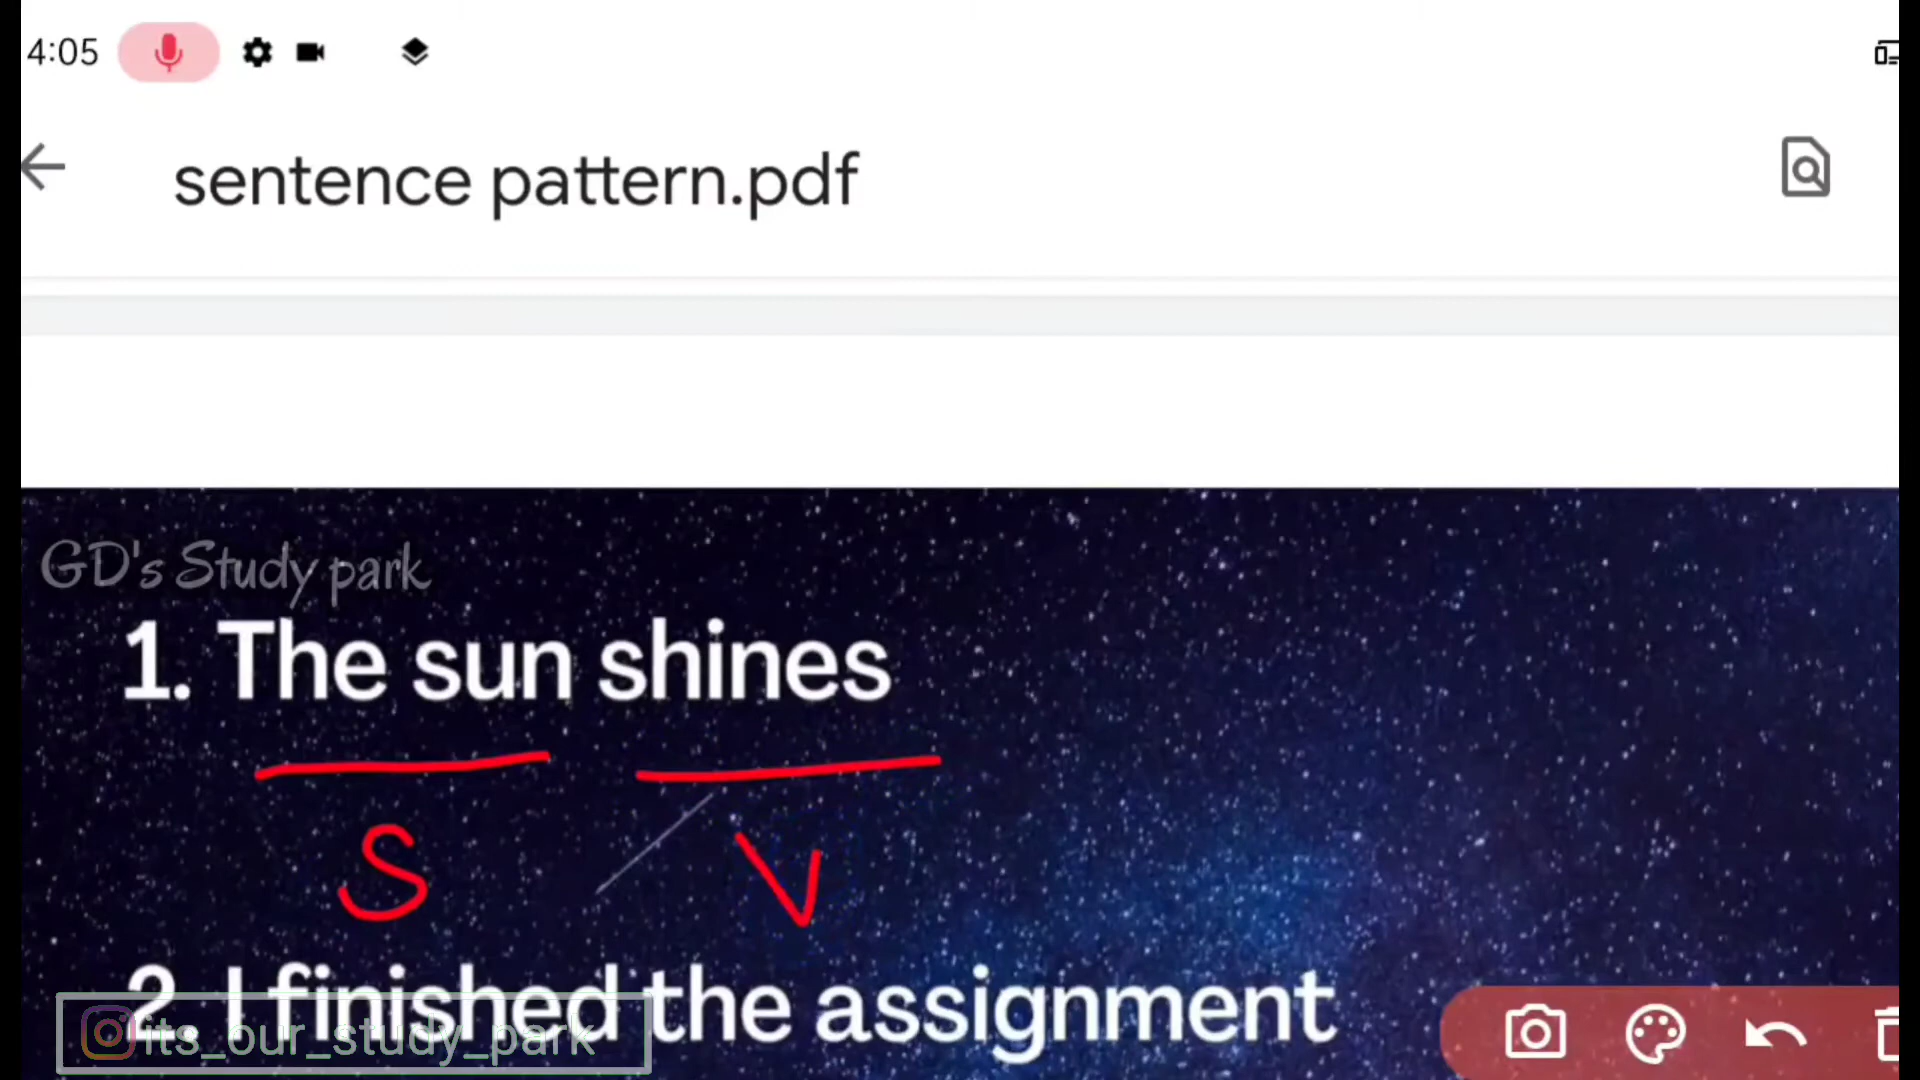 4:05
sentence pattern.pdf
GD's Study park
1. The sun shines
S V
2. I finished the assignment
its_our_study_park